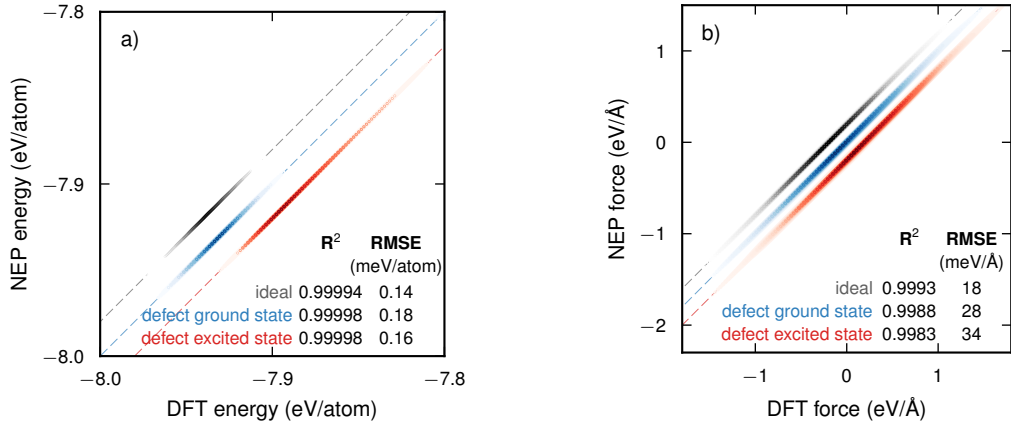 a)
NEP energy (eV/atom)
−7.8
−7.9
−8.0
R² RMSE
(meV/atom)
ideal 0.99994 0.14
defect ground state 0.99998 0.18
defect excited state 0.99998 0.16
−8.0 −7.9 −7.8
DFT energy (eV/atom)
b)
NEP force (eV/Å)
1
0
−1
−2
R² RMSE
(meV/Å)
ideal 0.9993 18
defect ground state 0.9988 28
defect excited state 0.9983 34
−1 0 1
DFT force (eV/Å)